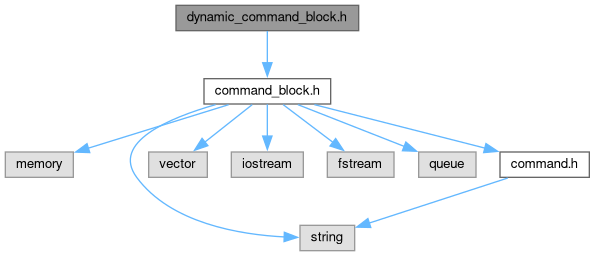 dynamic_command_block.h
command_block.h
memory
vector
iostream
fstream
queue
command.h
string